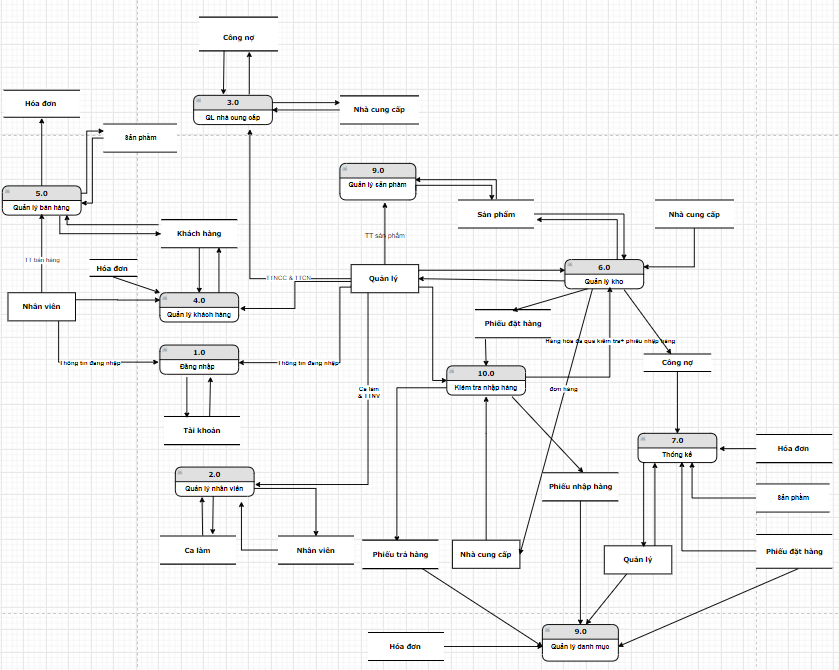 Công nợ
Hóa đơn
3.0
QL nhà cung cấp
Nhà cung cấp
Sản phàm
9.0
Quản lý sản phàm
5.0
Quản lý bán hàng
Sản phẩm
Nhà cung cấp
Khách hàng
TT sản phẩm
TT bán hàng
Hóa đơn
TTNCC & TTCN
Quản lý
6.0
Quản lý kho
Nhân viên
4.0
Quản lý khách hàng
Phiếu đặt hàng
Hàng hóa đã qua kiểm tra+ phiếu nhập hàng
1.0
Đăng nhập
Thông tin đăng nhập
Thông tin đăng nhập
Công nợ
10.0
Kiểm tra nhập hàng
Ca làm
& TTNV
đơn hàng
Tài khoản
7.0
Thống kê
Hóa đơn
2.0
Quản lý nhân viên
Phiếu nhập hàng
Sản phàm
Ca làm
Nhân viên
Phiếu trả hàng
Nhà cung cấp
Quản lý
Phiếu đặt hàng
9.0
Quản lý danh mục
Hóa đơn